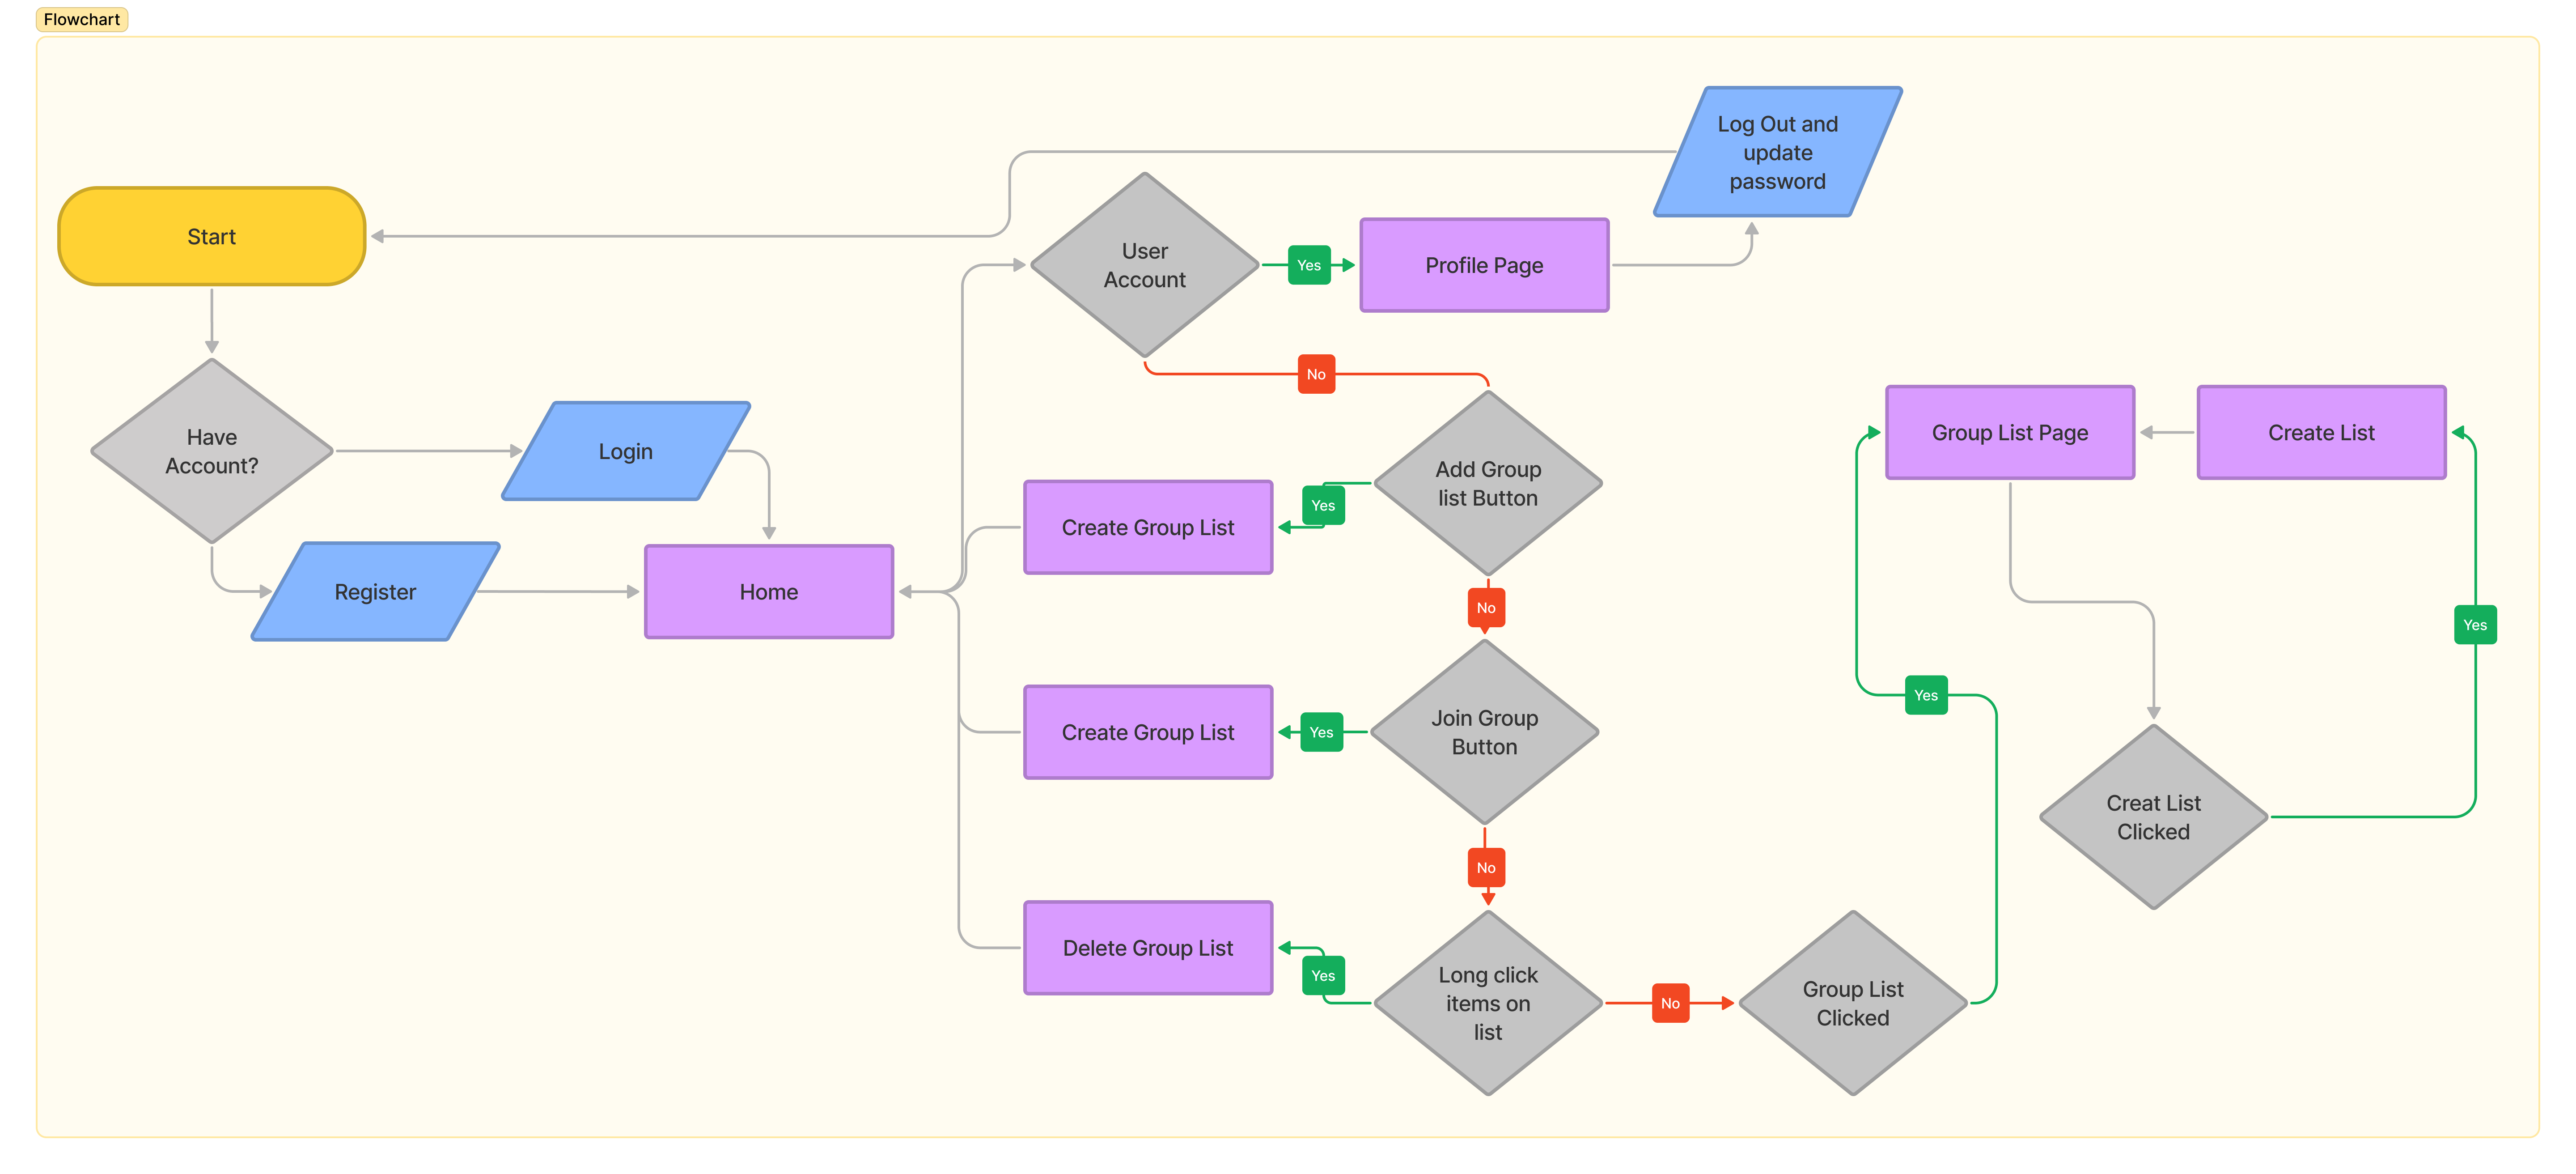 Flowchart
Log Out and
update
password
Start
User
Account
Yes
Profile Page
No
Have
Account?
Login
Register
Home
Add Group
list Button
Yes
Create Group List
No
Join Group
Button
Yes
Create Group List
No
Long click
items on
list
Yes
Delete Group List
No
Group List
Clicked
Yes
Group List Page
Create List
Creat List
Clicked
Yes